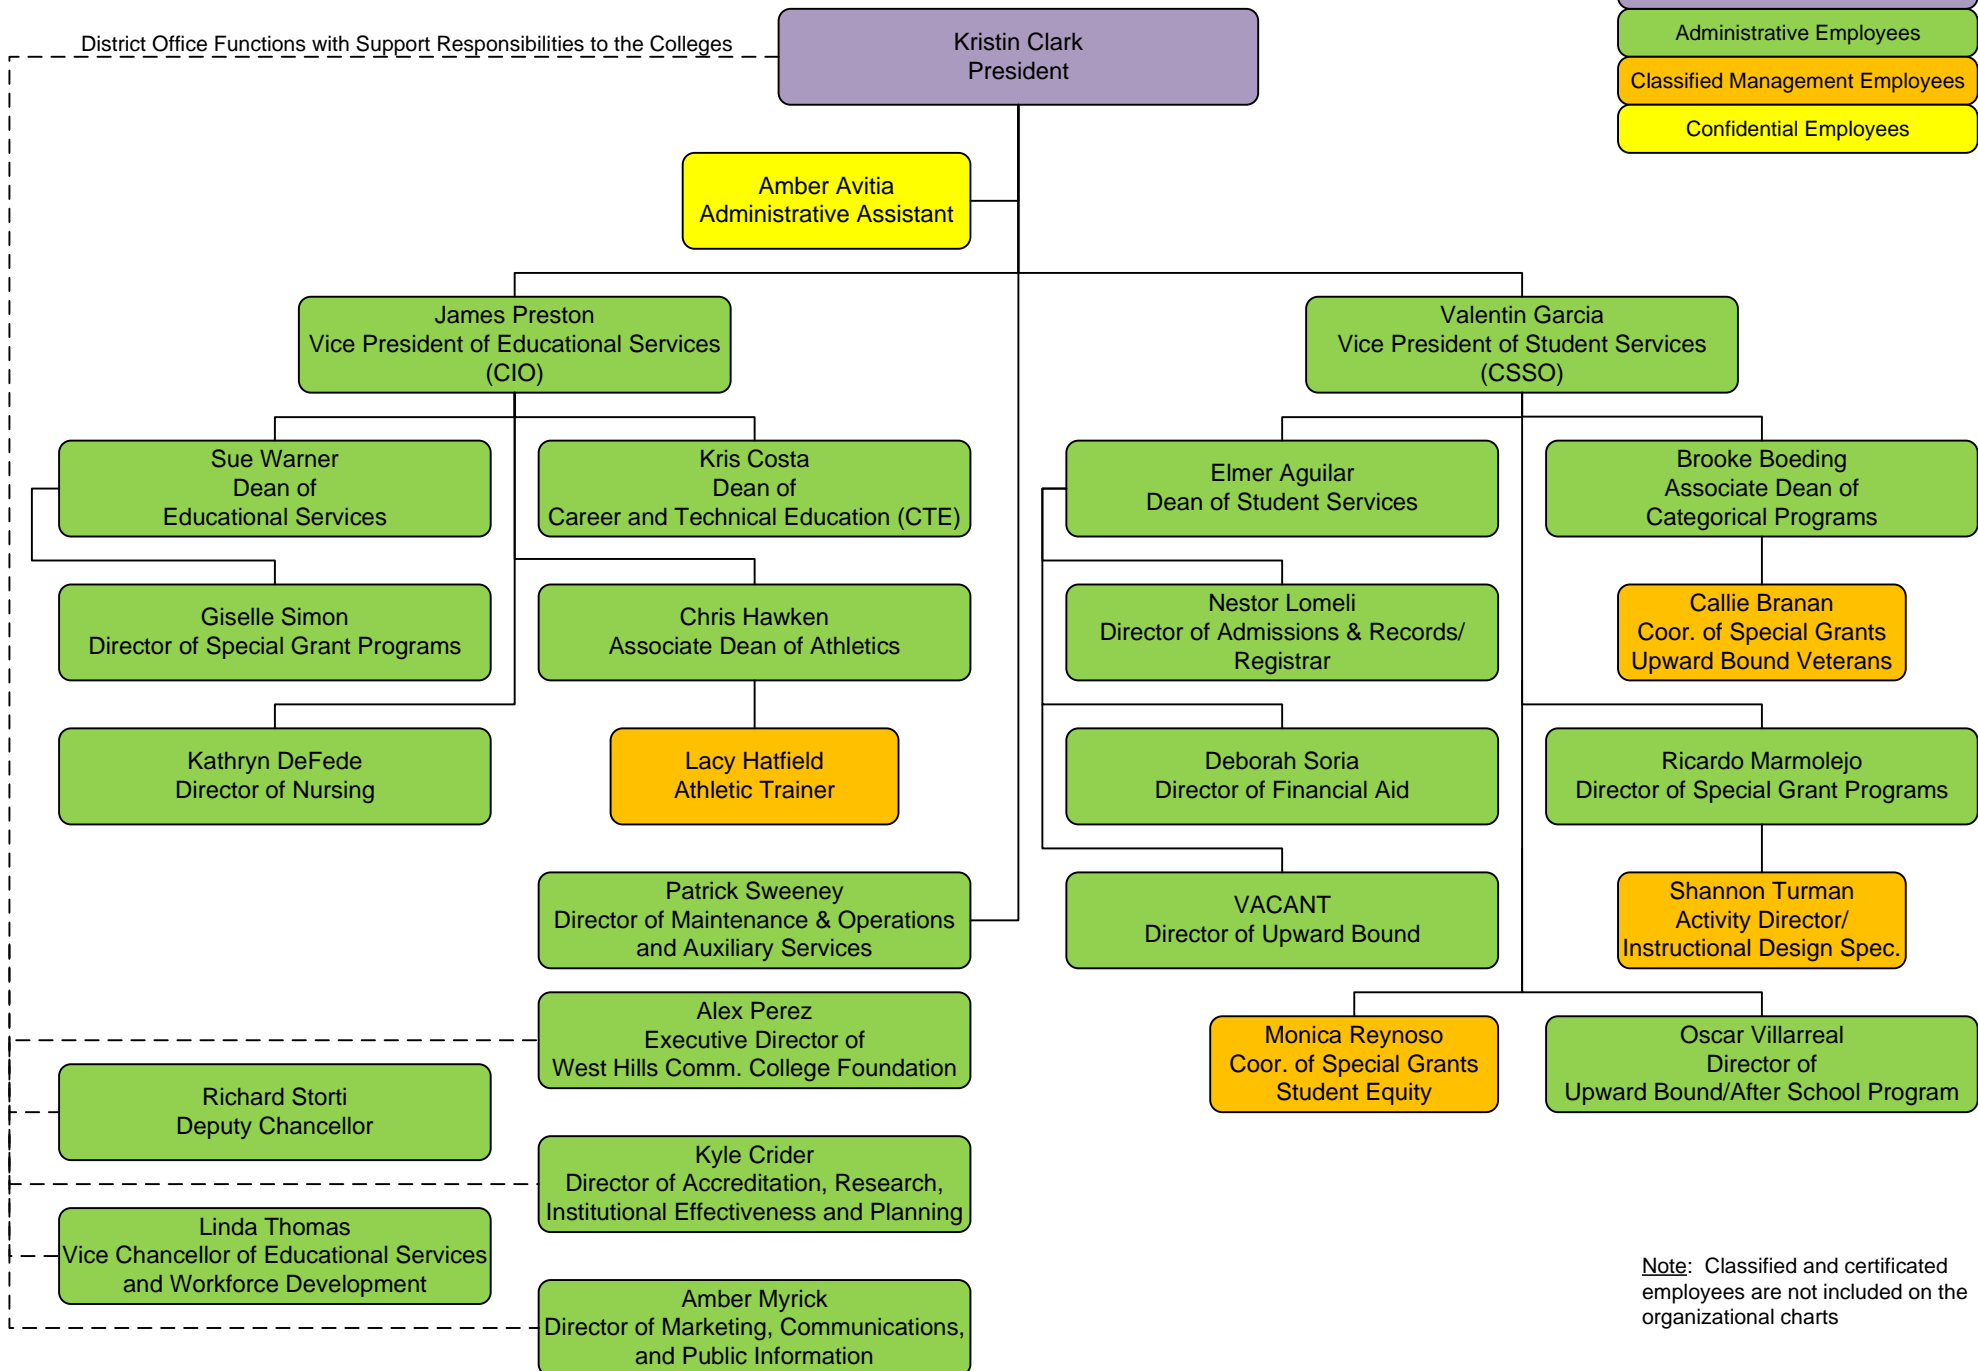 District Office Functions with Support Responsibilities to the Colleges
Kristin Clark
President
Administrative Employees
Classified Management Employees
Confidential Employees
Amber Avitia
Administrative Assistant
James Preston
Vice President of Educational Services
(CIO)
Valentin Garcia
Vice President of Student Services
(CSSO)
Sue Warner
Dean of
Educational Services
Kris Costa
Dean of
Career and Technical Education (CTE)
Elmer Aguilar
Dean of Student Services
Brooke Boeding
Associate Dean of
Categorical Programs
Giselle Simon
Director of Special Grant Programs
Chris Hawken
Associate Dean of Athletics
Nestor Lomeli
Director of Admissions & Records/
Registrar
Callie Branan
Coor. of Special Grants
Upward Bound Veterans
Kathryn DeFede
Director of Nursing
Lacy Hatfield
Athletic Trainer
Deborah Soria
Director of Financial Aid
Ricardo Marmolejo
Director of Special Grant Programs
Patrick Sweeney
Director of Maintenance & Operations
and Auxiliary Services
VACANT
Director of Upward Bound
Shannon Turman
Activity Director/
Instructional Design Spec.
Alex Perez
Executive Director of
West Hills Comm. College Foundation
Monica Reynoso
Coor. of Special Grants
Student Equity
Oscar Villarreal
Director of
Upward Bound/After School Program
Richard Storti
Deputy Chancellor
Kyle Crider
Director of Accreditation, Research,
Institutional Effectiveness and Planning
Linda Thomas
Vice Chancellor of Educational Services
and Workforce Development
Amber Myrick
Director of Marketing, Communications,
and Public Information
Note:  Classified and certificated
employees are not included on the
organizational charts